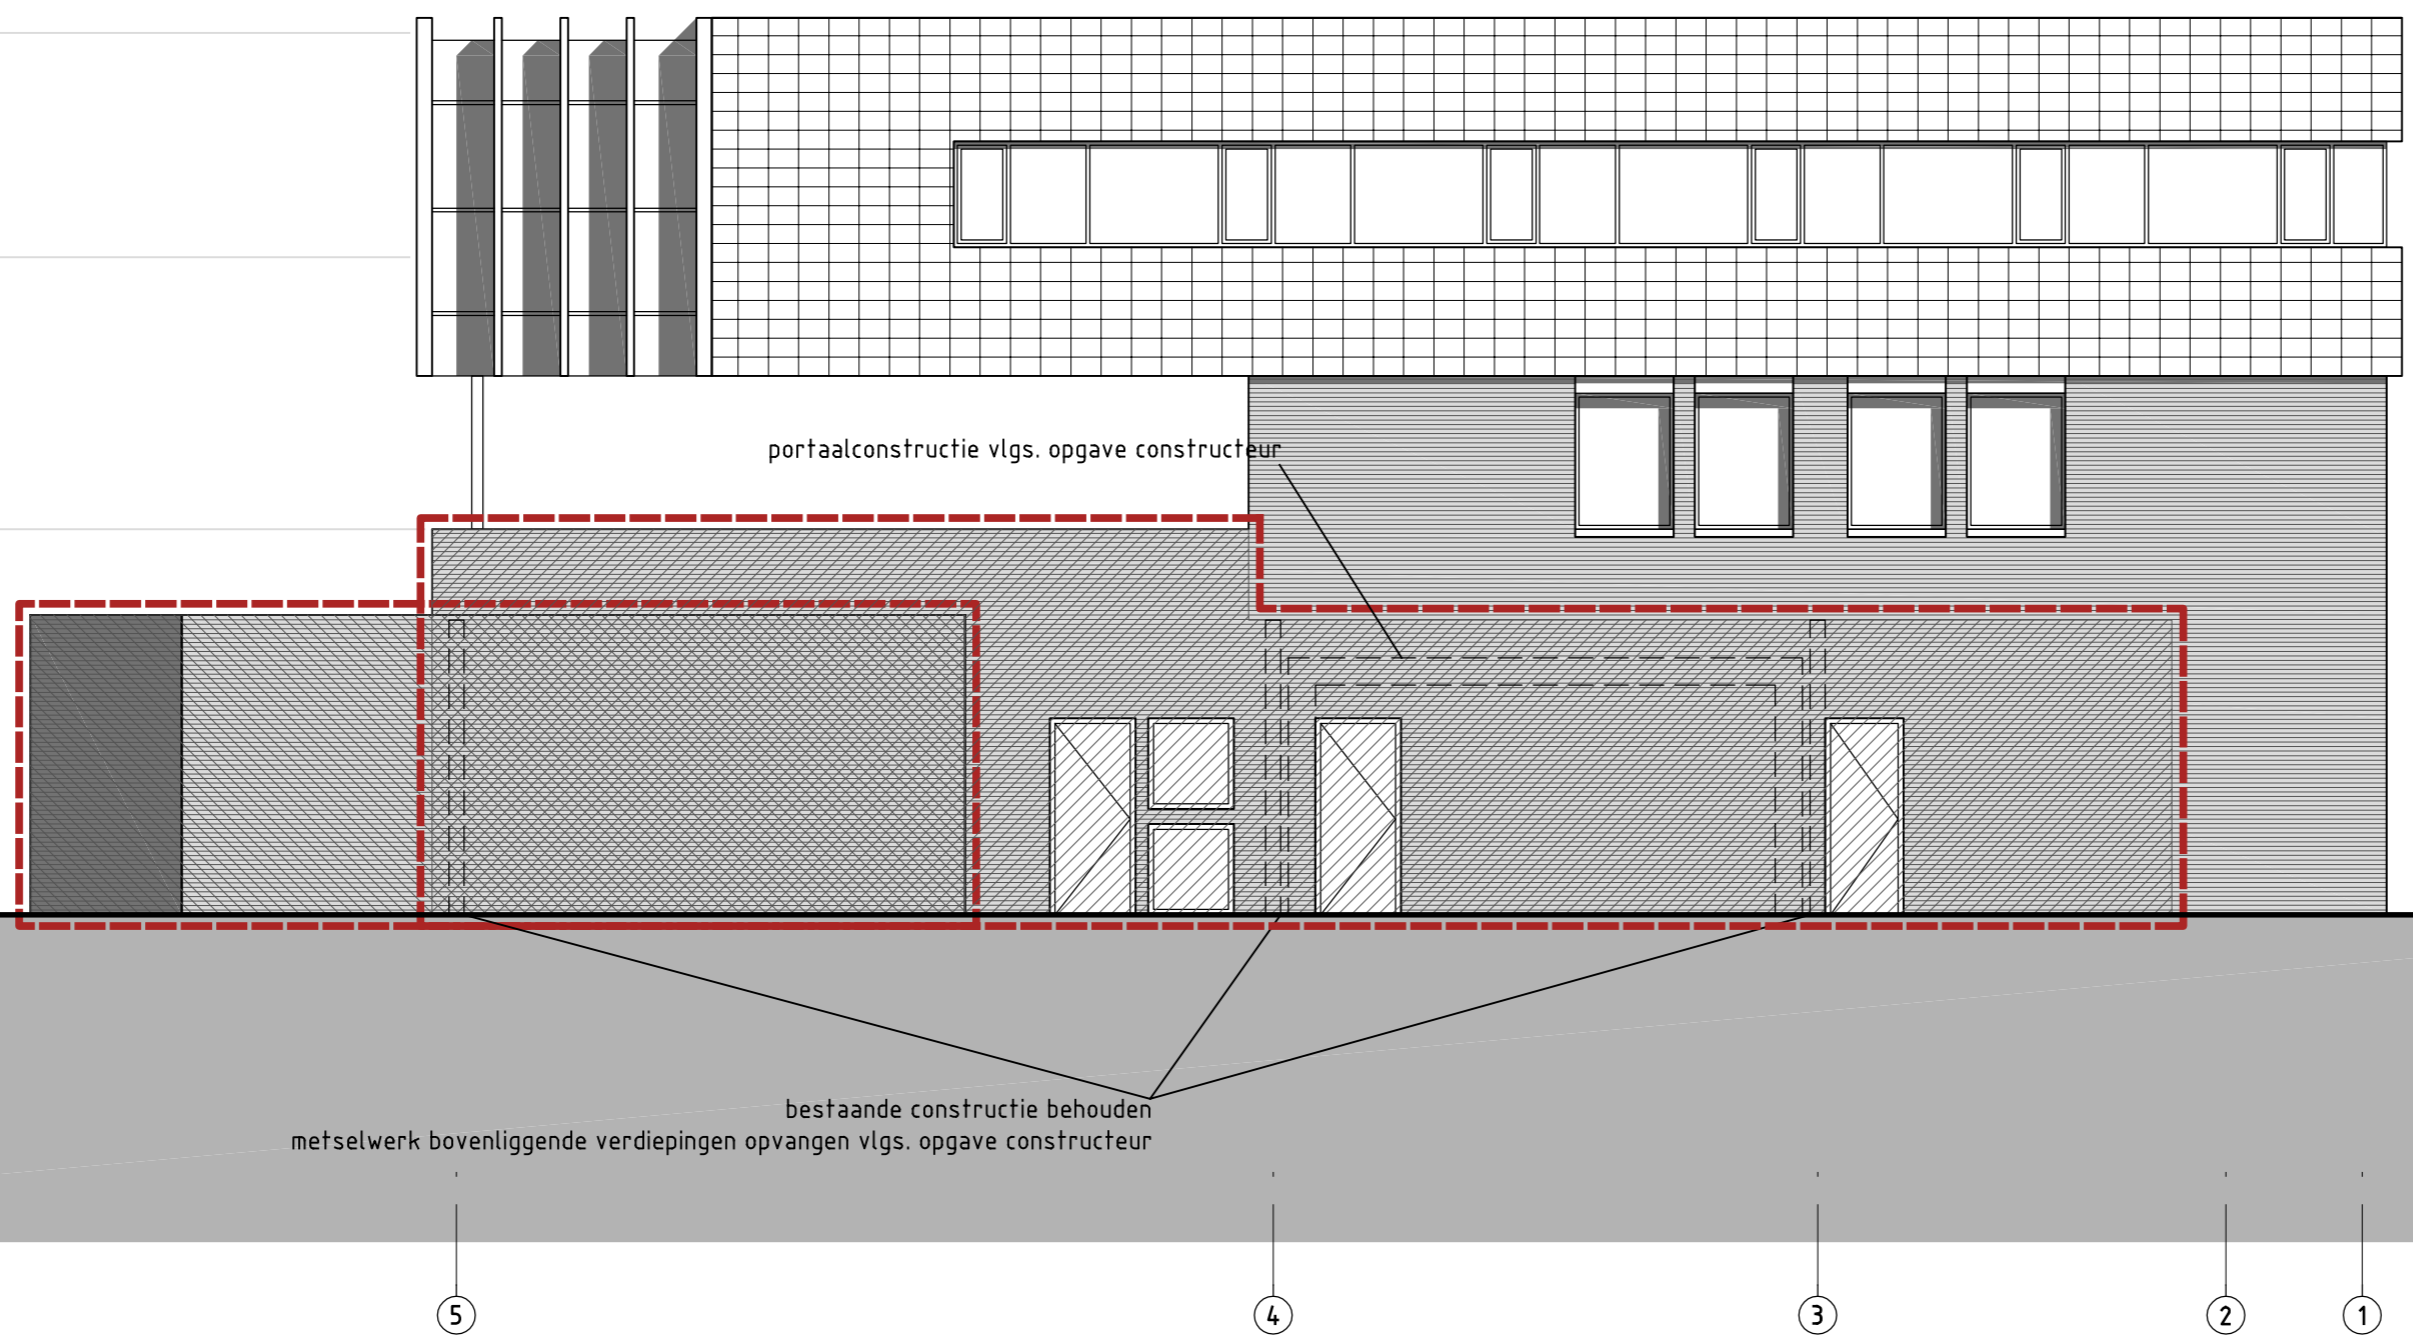 portaalconstructie vlgs. opgave constructeur
bestaande constructie behouden
metselwerk bovenliggende verdiepingen opvangen vlgs. opgave constructeur
5 4 3 2 1